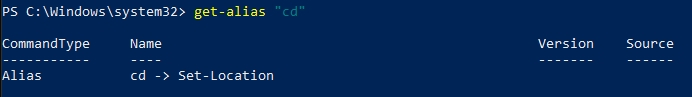 PS C:\Windows\system32> get-alias "cd"
CommandType     Name                                               Version    Source
-----------     ----                                               -------    ------
Alias           cd -> Set-Location